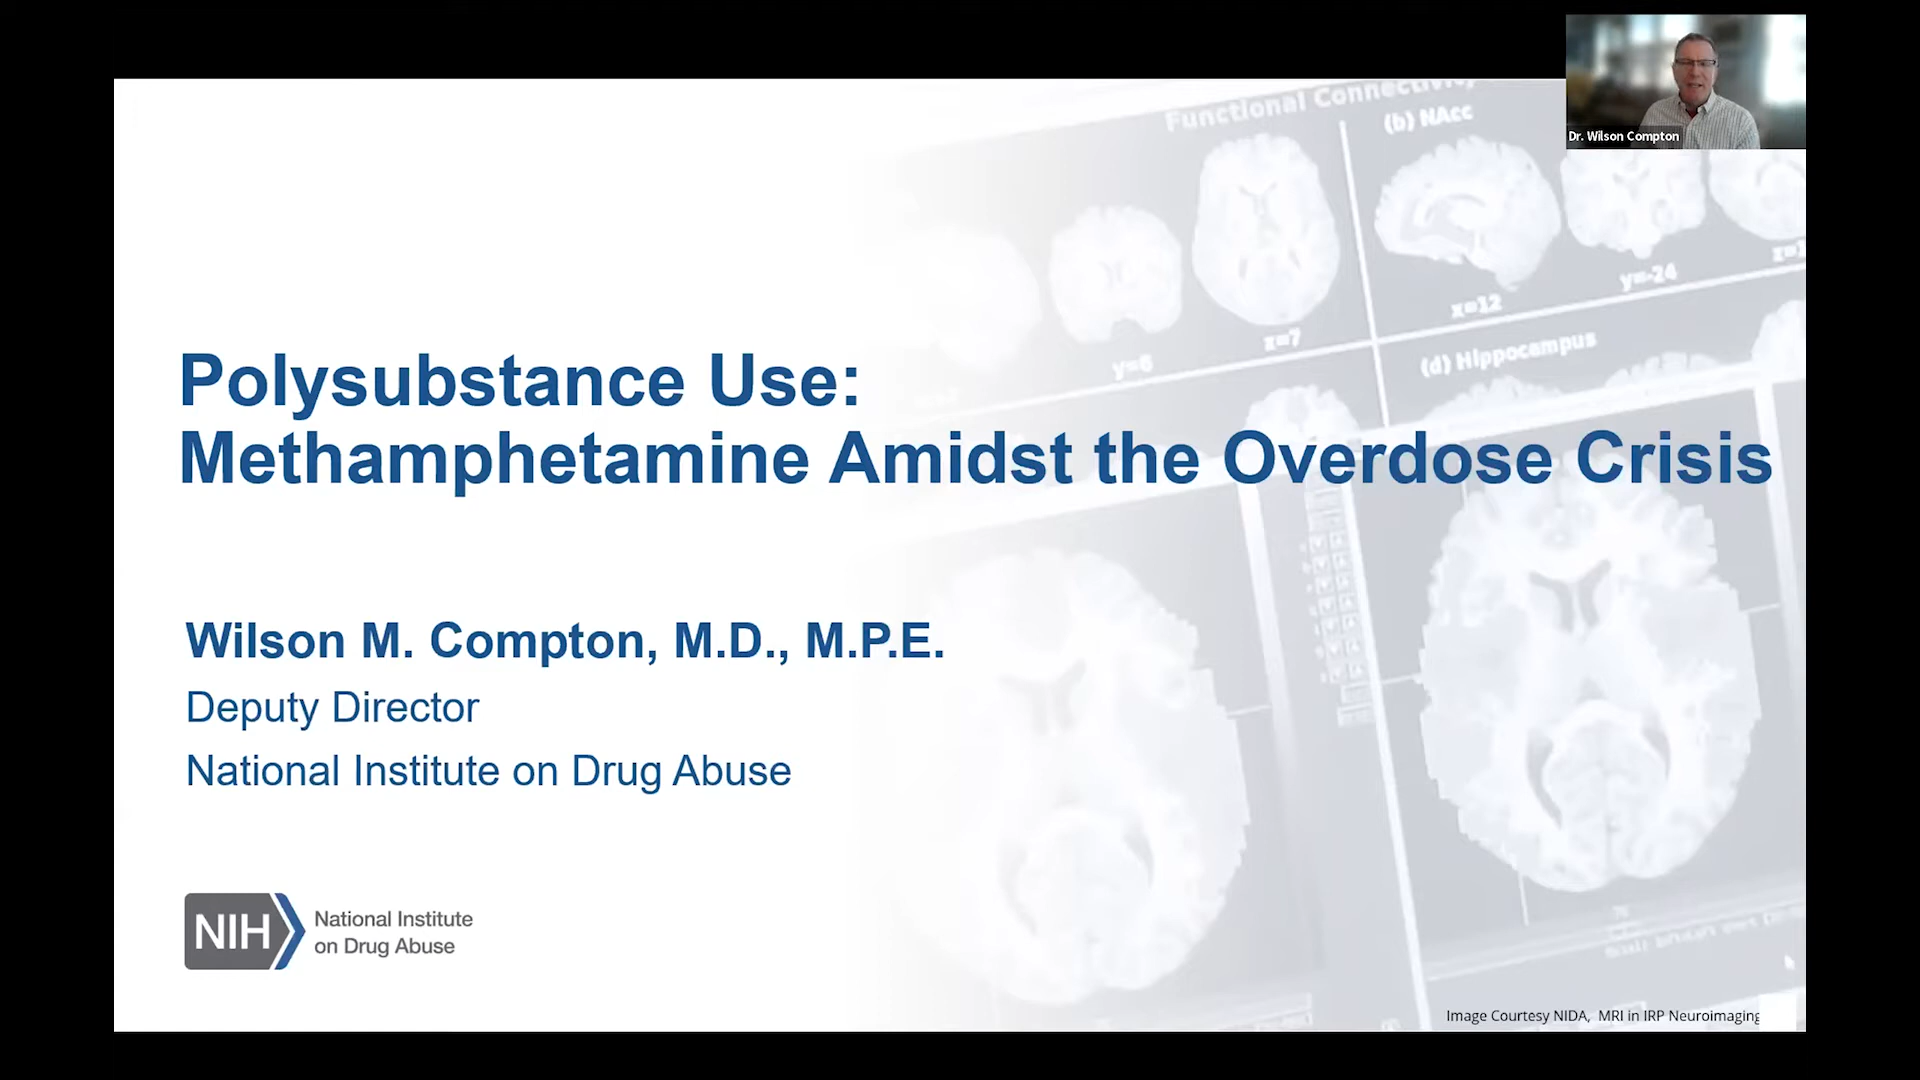 Dr. Wilson Compton
Functional Connectivity
(b) NAcc
y=6
z=7
x=12
y=-24
(d) Hippocampus
Polysubstance Use:
Methamphetamine Amidst the Overdose Crisis
Wilson M. Compton, M.D., M.P.E.
Deputy Director
National Institute on Drug Abuse
NIH
National Institute
on Drug Abuse
Image Courtesy NIDA, MRI in IRP Neuroimaging